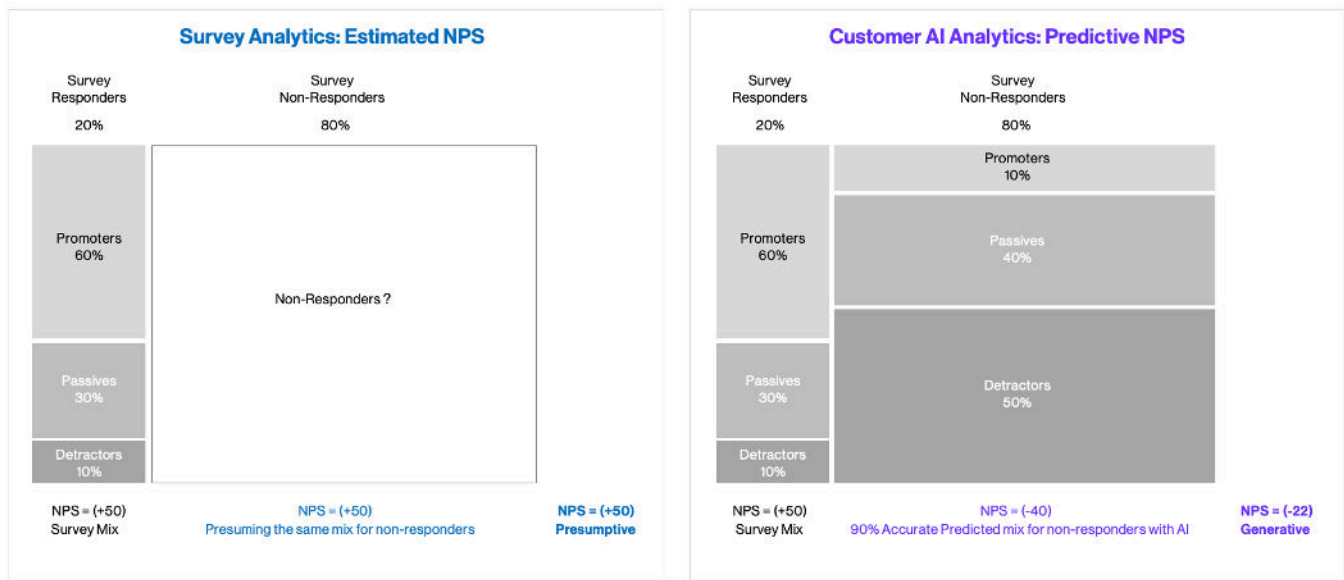 Survey Analytics: Estimated NPS
Survey
Responders
20%
Survey
Non-Responders
80%
Promoters
60%
Passives
30%
Detractors
10%
Non-Responders ?
NPS = (+50)
Survey Mix
NPS = (+50)
Presuming the same mix for non-responders
NPS = (+50)
Presumptive
Customer AI Analytics: Predictive NPS
Survey
Responders
20%
Survey
Non-Responders
80%
Promoters
60%
Passives
30%
Detractors
10%
Promoters
10%
Passives
40%
Detractors
50%
NPS = (+50)
Survey Mix
NPS = (-40)
90% Accurate Predicted mix for non-responders with AI
NPS = (-22)
Generative